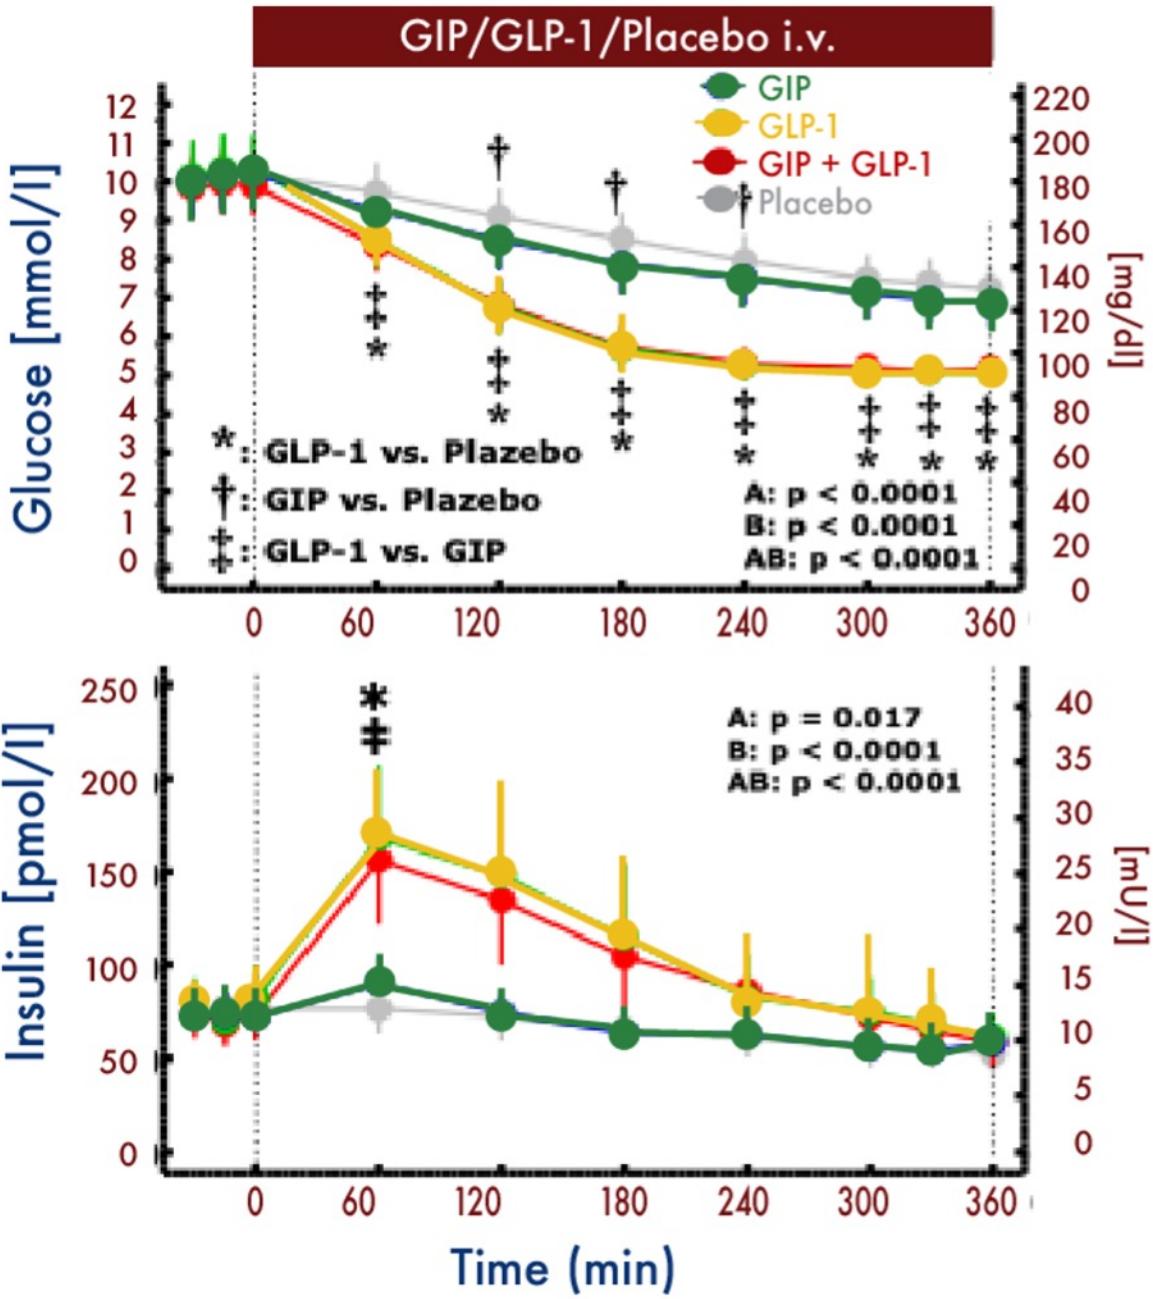 GIP/GLP-1/Placebo i.v.
GIP
GLP-1
GIP + GLP-1
Placebo
Glucose [mmol/l]
12
11
10
9
8
7
6
5
4
3
2
1
0
220
200
180
160
140
120
100
80
60
40
20
0
[mg/dl]
†
†
†
‡
*
‡
*
‡
*
‡
*
‡
*
‡
*
‡
*
*: GLP-1 vs. Plazebo
†: GIP vs. Plazebo
‡: GLP-1 vs. GIP
A: p < 0.0001
B: p < 0.0001
AB: p < 0.0001
0 60 120 180 240 300 360
Insulin [pmol/l]
250
200
150
100
50
0
*
‡
A: p = 0.017
B: p < 0.0001
AB: p < 0.0001
40
35
30
25
20
15
10
5
0
[mU/l]
0 60 120 180 240 300 360
Time (min)